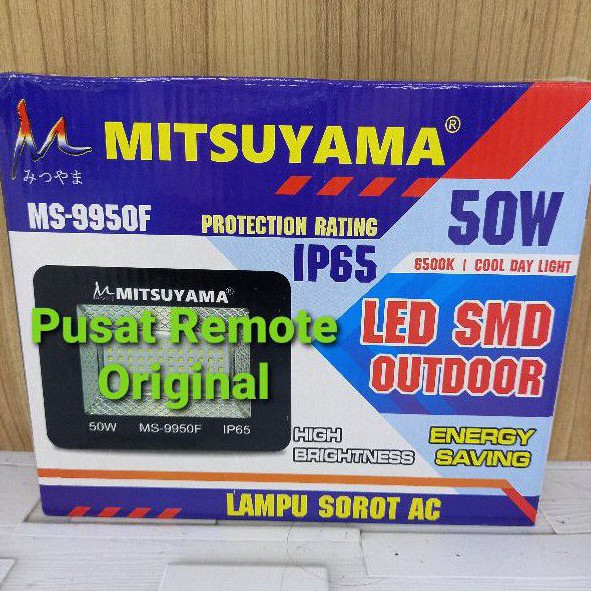 MITSUYAMA®
みつやま
MS-9950F
PROTECTION RATING
IP65
50W
6500K | COOL DAY LIGHT
MITSUYAMA®
Pusat Remote
Original
50W MS-9950F IP65
LED SMD
OUTDOOR
HIGH
BRIGHTNESS
ENERGY
SAVING
LAMPU SOROT AC